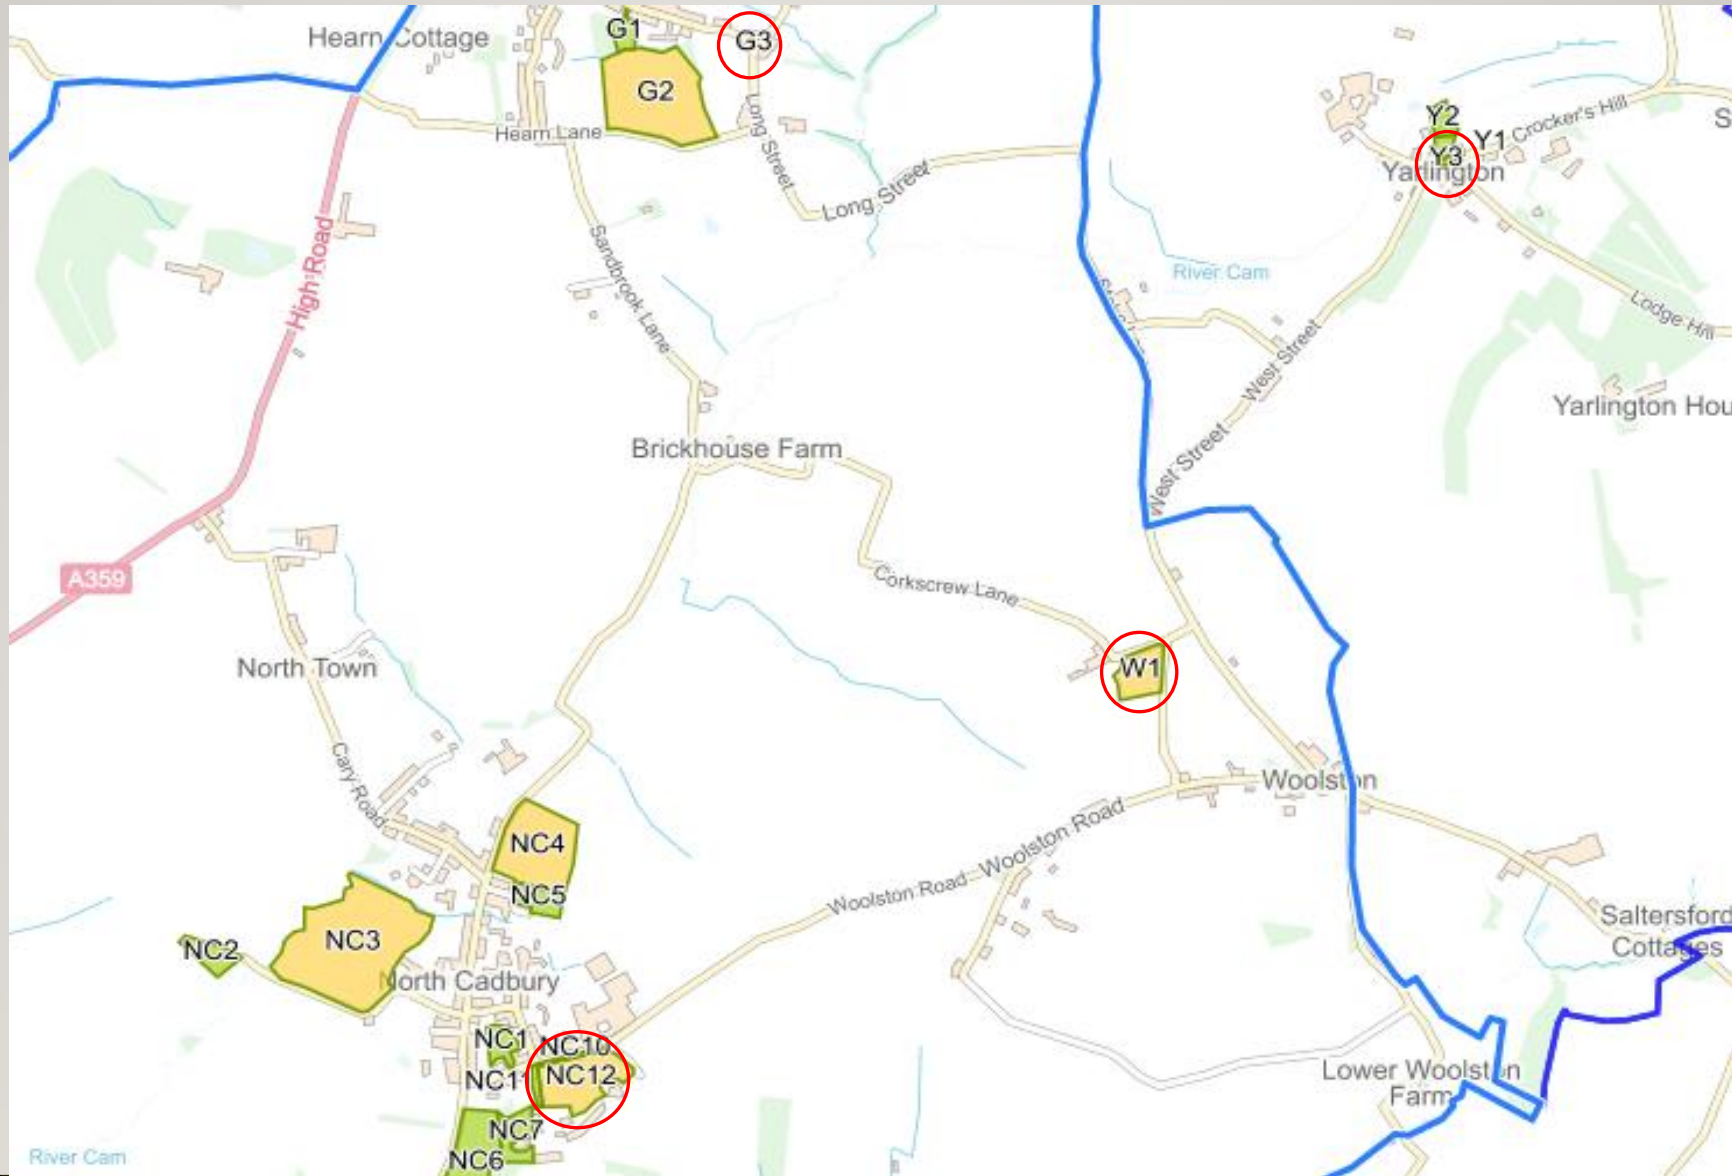 Hearn Cottage
G1
G3
G2
Hearn Lane
Long Street
Long Street
High Road
Sandbrook Lane
River Cam
Y2
Y1
Crocker's Hill
Y3
Yarlington
Lodge Hill
West Street
West Street
Yarlington Hou
S
Brickhouse Farm
Corkscrew Lane
A359
North Town
W1
Cary Road
Woolston
Woolston Road
Woolston Road
NC4
NC5
NC3
NC2
North Cadbury
NC1
NC10
NC12
NC11
NC7
NC6
Saltersford
Cottages
Lower Woolston
Farm
River Cam